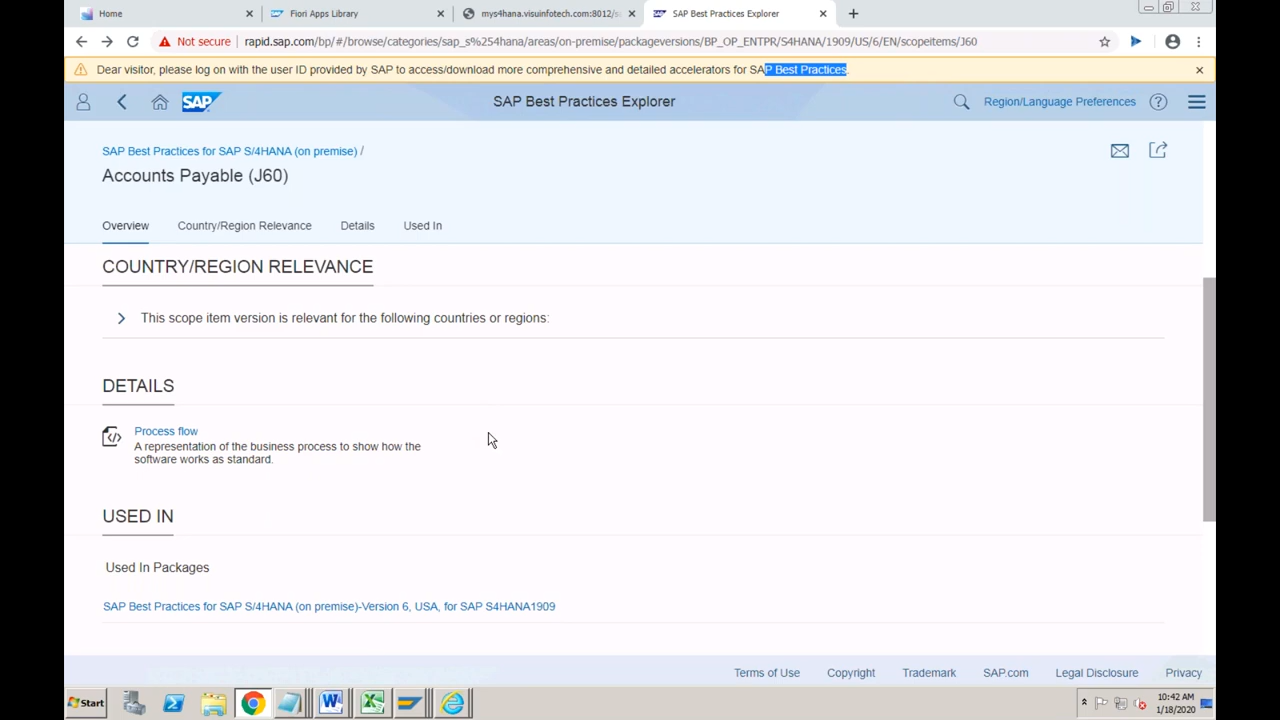 Home
Fiori Apps Library
mys4hana.visuinfotech.com:8012/s
SAP Best Practices Explorer
Not secure
rapid.sap.com/bp/#/browse/categories/sap_s%254hana/areas/on-premise/packageversions/BP_OP_ENTPR/S4HANA/1909/US/6/EN/scopeitems/J60
Dear visitor, please log on with the user ID provided by SAP to access/download more comprehensive and detailed accelerators for SAP Best Practices.
SAP
SAP Best Practices Explorer
Region/Language Preferences
SAP Best Practices for SAP S/4HANA (on premise) /
Accounts Payable (J60)
Overview
Country/Region Relevance
Details
Used In
COUNTRY/REGION RELEVANCE
This scope item version is relevant for the following countries or regions:
DETAILS
Process flow
A representation of the business process to show how the
software works as standard.
USED IN
Used In Packages
SAP Best Practices for SAP S/4HANA (on premise)-Version 6, USA, for SAP S4HANA1909
Terms of Use
Copyright
Trademark
SAP.com
Legal Disclosure
Privacy
Start
10:42 AM
1/18/2020